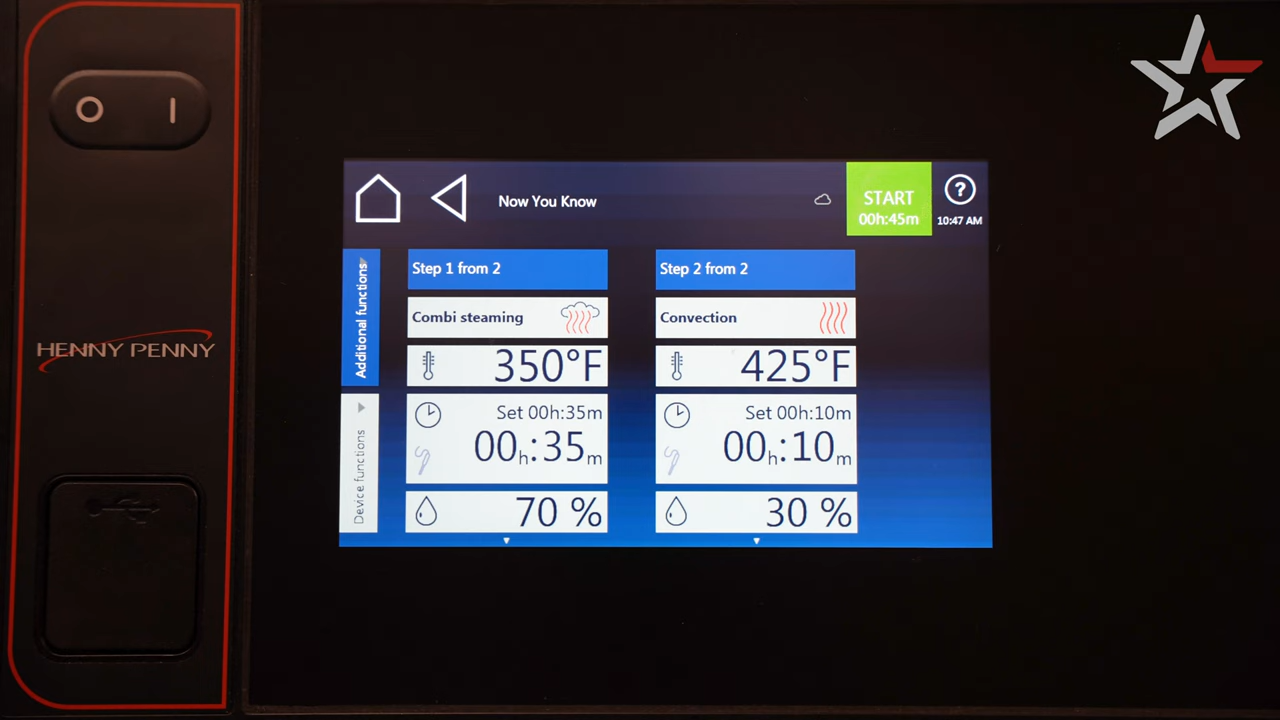 O I
HENNY PENNY
Now You Know
START
00h:45m
?
10:47 AM
Additional functions
Device functions
Step 1 from 2
Combi steaming
350°F
Set 00h:35m
00h:35m
70 %
Step 2 from 2
Convection
425°F
Set 00h:10m
00h:10m
30 %